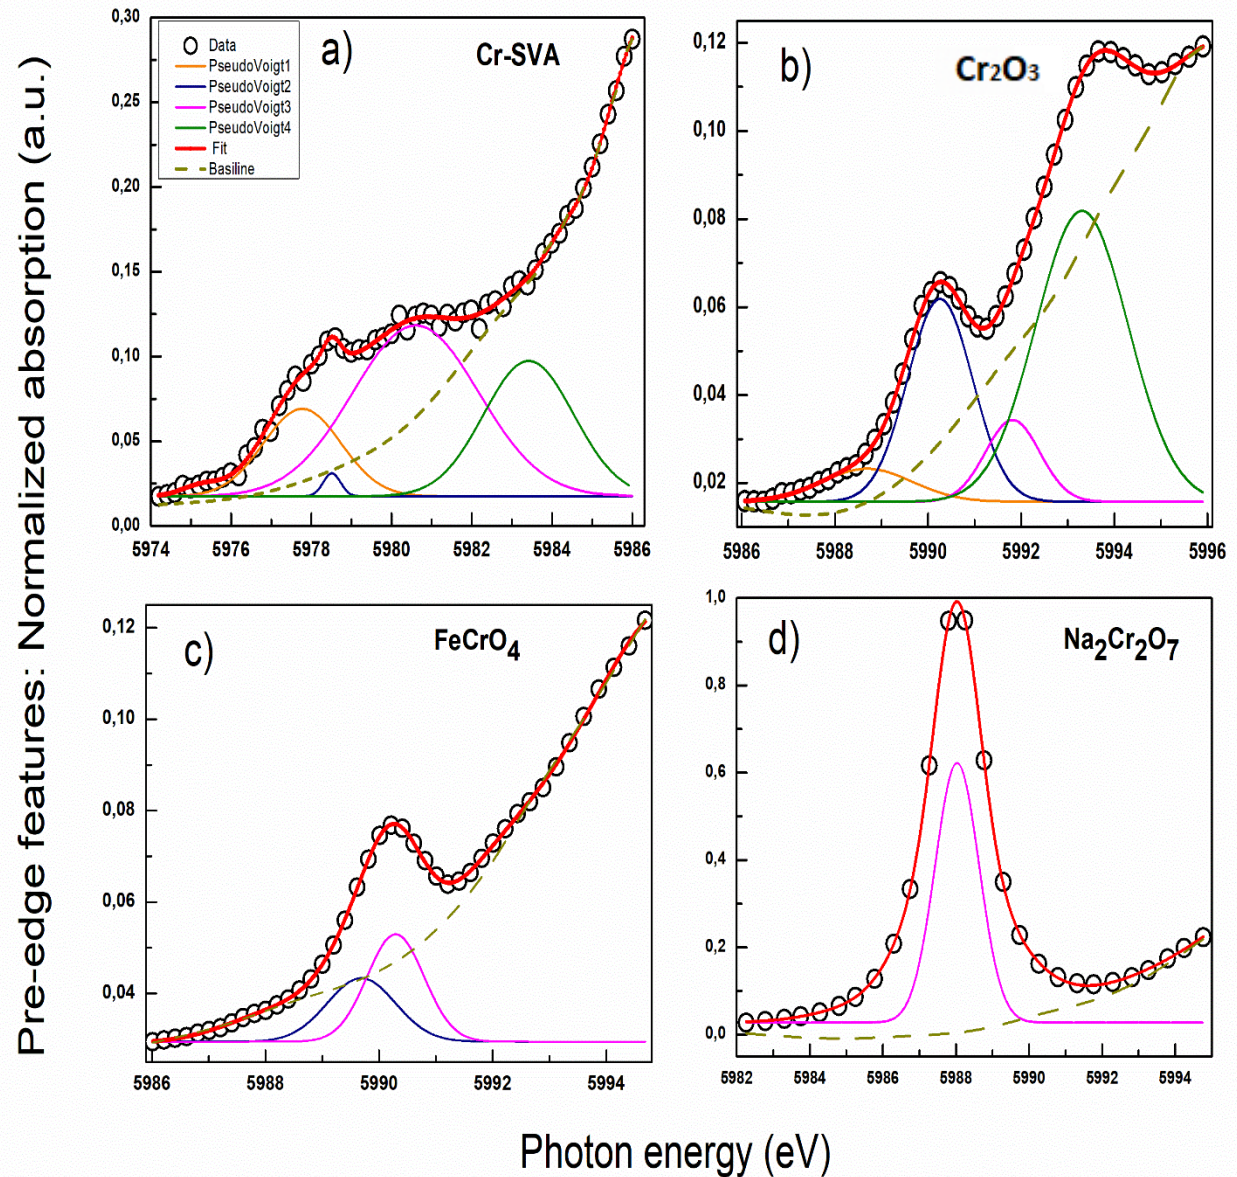 Pre-edge features: Normalized absorption (a.u.)
0,30
0,25
0,20
0,15
0,10
0,05
0,00
Data
PseudoVoigt1
PseudoVoigt2
PseudoVoigt3
PseudoVoigt4
Fit
Basiline
a)
Cr-SVA
5974 5976 5978 5980 5982 5984 5986
0,12
0,10
0,08
0,06
0,04
0,02
b)
Cr₂O₃
5986 5988 5990 5992 5994 5996
0,12
0,10
0,08
0,06
0,04
c)
FeCrO₄
5986 5988 5990 5992 5994
1,0
0,8
0,6
0,4
0,2
0,0
d)
Na₂Cr₂O₇
5982 5984 5986 5988 5990 5992 5994
Photon energy (eV)